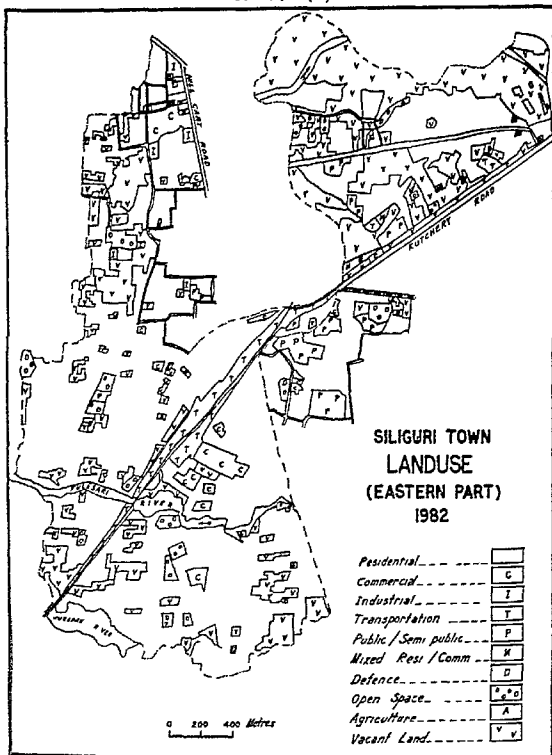 HILL CART ROAD
KUTCHERY ROAD
FULESARI RIVER
SILIGURI TOWN
LANDUSE
(EASTERN PART)
1982
Residential
Commercial C
Industrial I
Transportation T
Public/Semi public P
Mixed Resi/Comm M
Defence D
Open Space
Agriculture A
Vacant Land V V
0 200 400 Metres